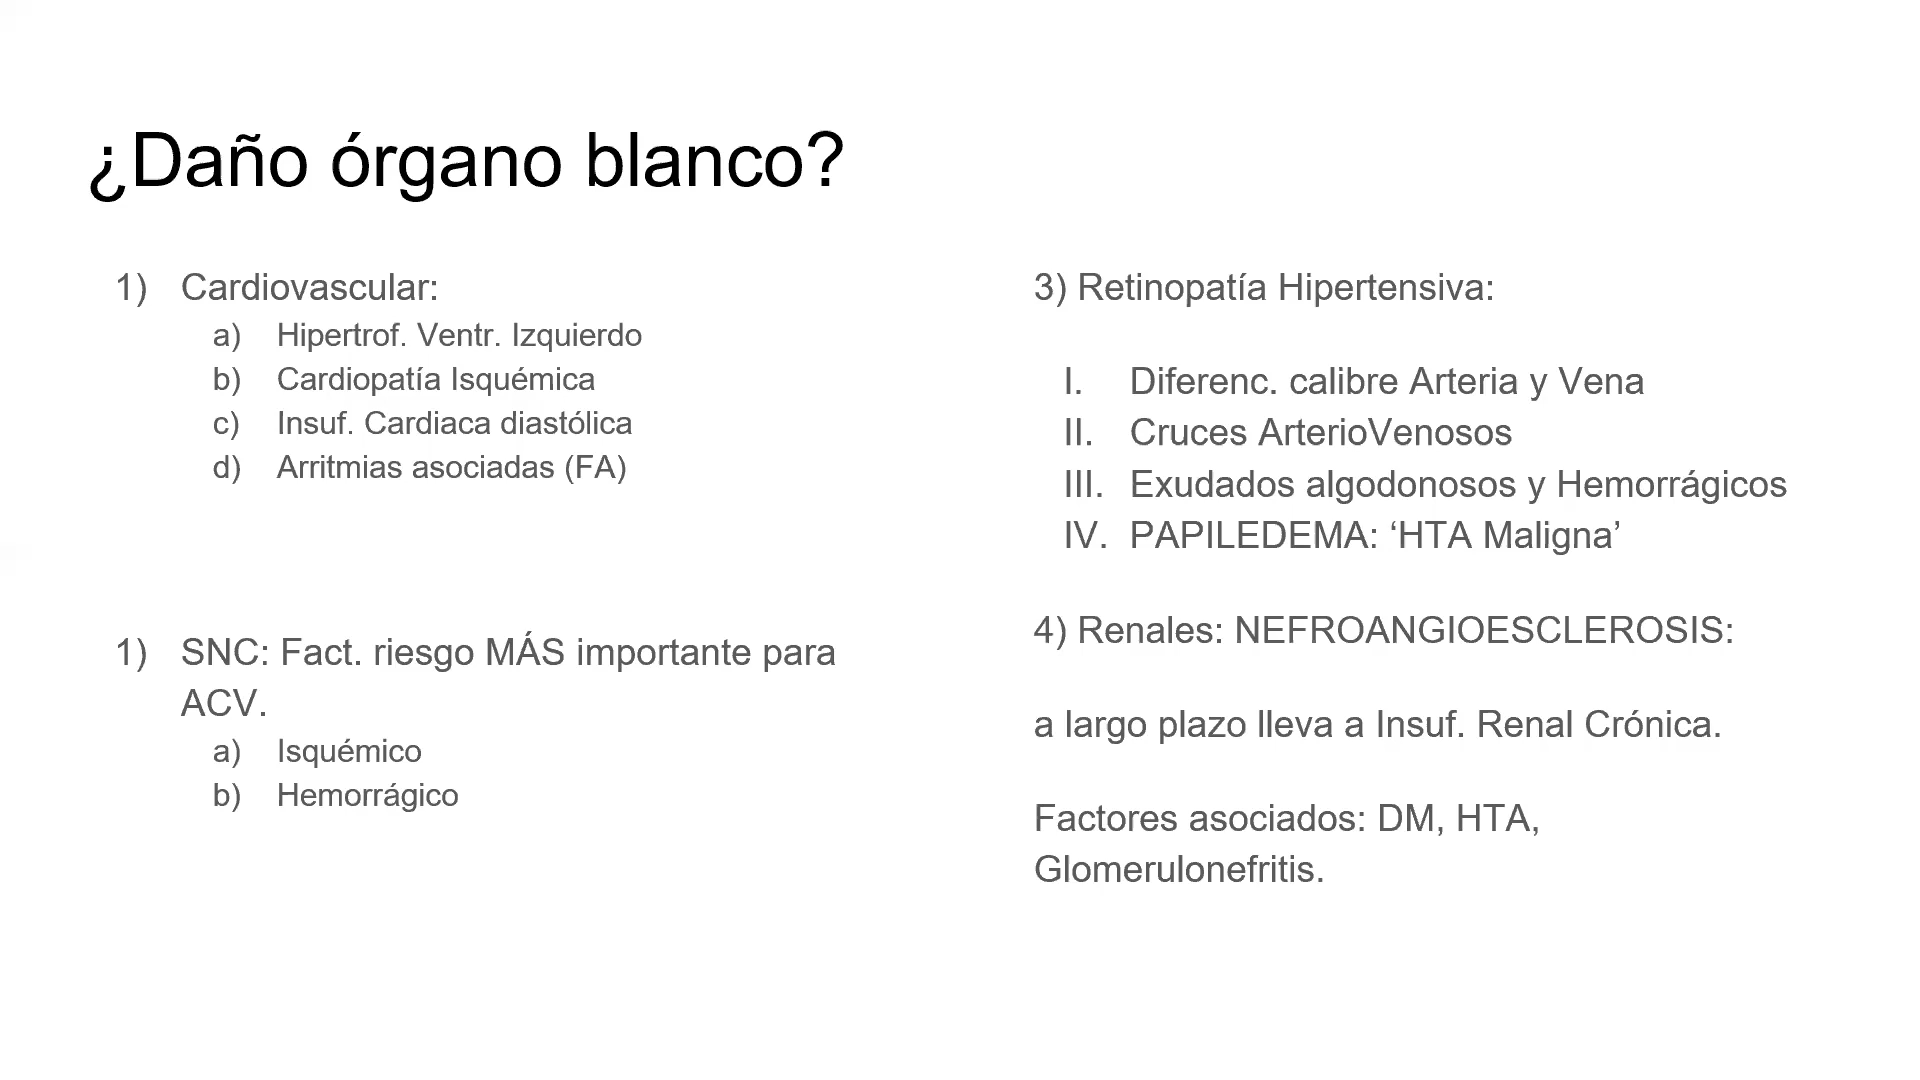 ¿Daño órgano blanco?
1) Cardiovascular:
a) Hipertrof. Ventr. Izquierdo
b) Cardiopatía Isquémica
c) Insuf. Cardiaca diastólica
d) Arritmias asociadas (FA)
1) SNC: Fact. riesgo MÁS importante para
ACV.
a) Isquémico
b) Hemorrágico
3) Retinopatía Hipertensiva:
I. Diferenc. calibre Arteria y Vena
II. Cruces ArterioVenosos
III. Exudados algodonosos y Hemorrágicos
IV. PAPILEDEMA: ‘HTA Maligna’
4) Renales: NEFROANGIOESCLEROSIS:
a largo plazo lleva a Insuf. Renal Crónica.
Factores asociados: DM, HTA,
Glomerulonefritis.